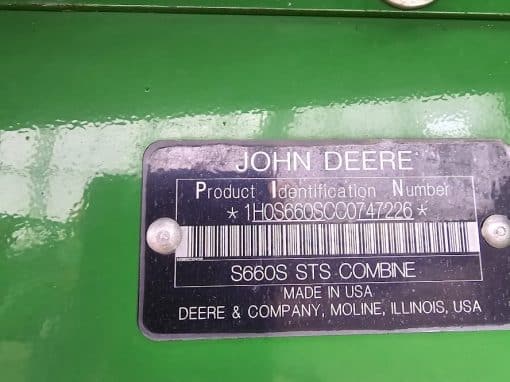 JOHN DEERE
Product Identification Number
*1H0S660SCC0747226*
S660S STS COMBINE
MADE IN USA
DEERE & COMPANY, MOLINE, ILLINOIS, USA